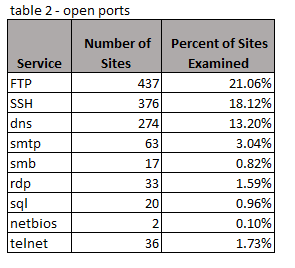 table 2 - open ports
Service Number of Sites Percent of Sites Examined
FTP 437 21.06%
SSH 376 18.12%
dns 274 13.20%
smtp 63 3.04%
smb 17 0.82%
rdp 33 1.59%
sql 20 0.96%
netbios 2 0.10%
telnet 36 1.73%